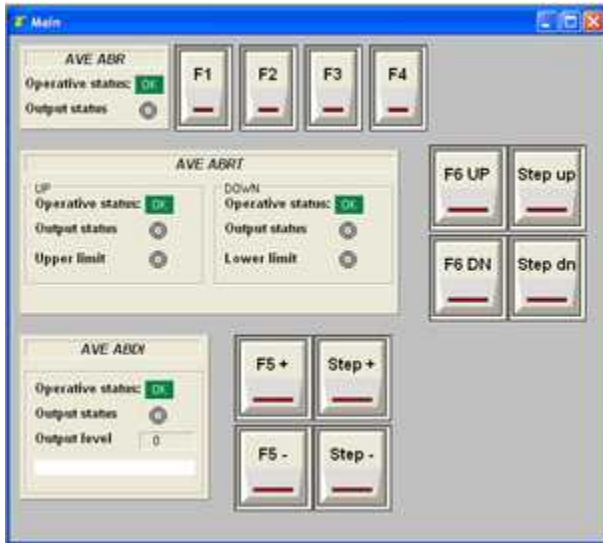 Main
AVE ABR
Operative status: OK
Output status
F1
F2
F3
F4
AVE ABRT
UP
Operative status: OK
Output status
Upper limit
DOWN
Operative status: OK
Output status
Lower limit
F6 UP
Step up
F6 DN
Step dn
AVE ABDI
Operative status: OK
Output status
Output level 0
F5 +
Step +
F5 -
Step -